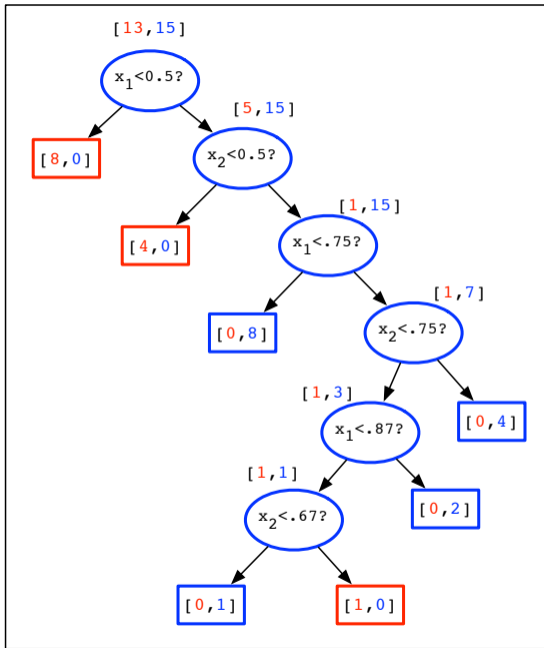 [13,15]
x1<0.5?
[5,15]
[8,0]
x2<0.5?
[1,15]
[4,0]
x1<.75?
[1,7]
[0,8]
x2<.75?
[1,3]
[0,4]
x1<.87?
[1,1]
[0,2]
x2<.67?
[0,1]
[1,0]